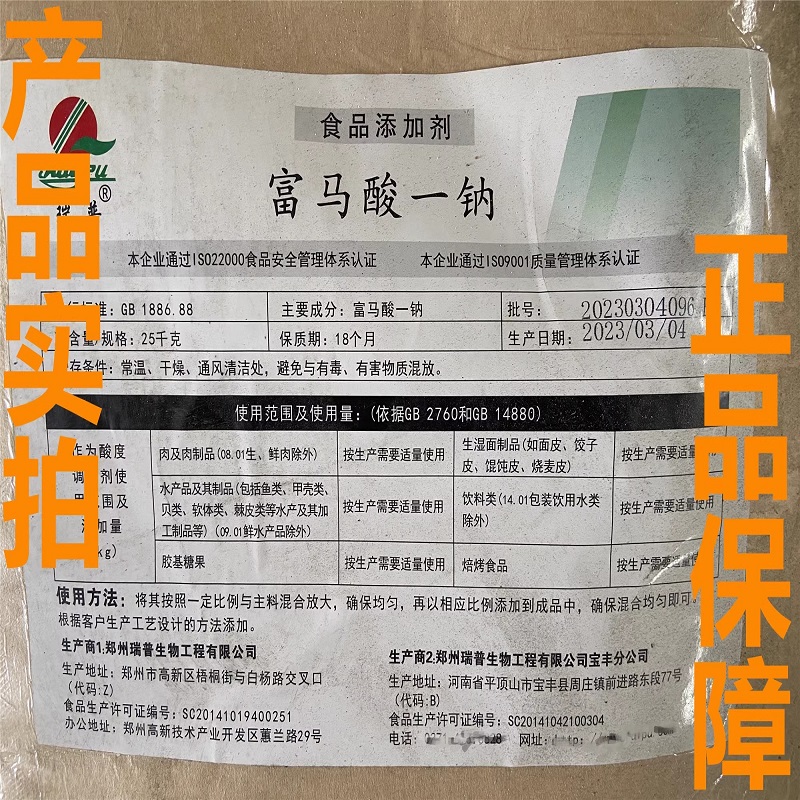 产品实拍
正品保障
食品添加剂
富马酸一钠
®
瑞普
本企业通过ISO22000食品安全管理体系认证 本企业通过ISO9001质量管理体系认证
标准：GB 1886.88 主要成分：富马酸一钠 批号：20230304096
含量/规格：25千克 保质期：18个月 生产日期：2023/03/04
存条件：常温、干燥、通风清洁处，避免与有毒、有害物质混放。
使用范围及使用量：(依据GB 2760和GB 14880)
作为酸度
调 剂使
范围及
加量
kg)
肉及肉制品(08.01生、鲜肉除外) 按生产需要适量使用
生湿面制品(如面皮、饺子
皮、馄饨皮、烧麦皮) 按生产需要适量使用
水产品及其制品(包括鱼类、甲壳类、
贝类、软体类、棘皮类等水产及其加
工制品等)(09.01鲜水产品除外) 按生产需要适量使用
饮料类(14.01包装饮用水类
除外) 按生产需要适量使用
胶基糖果 按生产需要适量使用
焙烤食品 按生产需要适量使用
使用方法：将其按照一定比例与主料混合放大，确保均匀，再以相应比例添加到成品中，确保混合均匀即可。
根据客户生产工艺设计的方法添加。
生产商1:郑州瑞普生物工程有限公司
生产地址：郑州市高新区梧桐街与白杨路交叉口
(代码:Z)
食品生产许可证编号：SC20141019400251
办公地址：郑州高新技术产业开发区蕙兰路29号
生产商2:郑州瑞普生物工程有限公司宝丰分公司
生产地址：河南省平顶山市宝丰县周庄镇前进路东段77号
(代码:B)
食品生产许可证编号：SC20141042100304
电话： 网址：